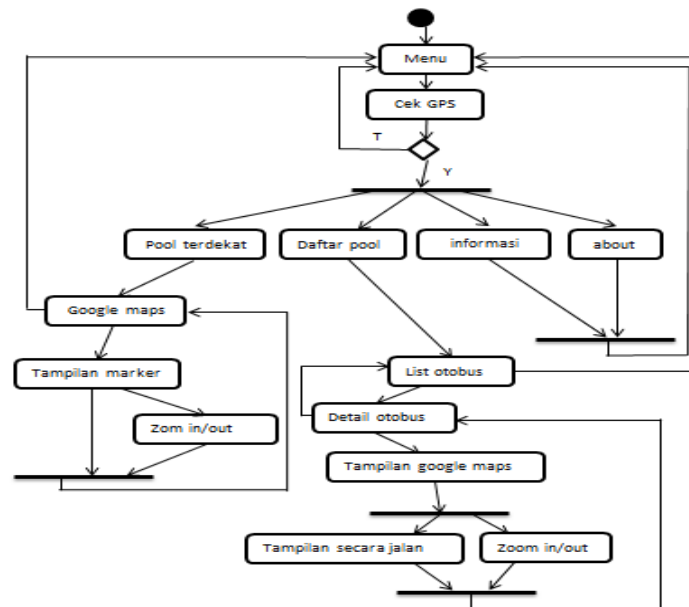 Menu
Cek GPS
T
Y
Pool terdekat
Daftar pool
informasi
about
Google maps
Tampilan marker
Zom in/out
List otobus
Detail otobus
Tampilan google maps
Tampilan secara jalan
Zoom in/out